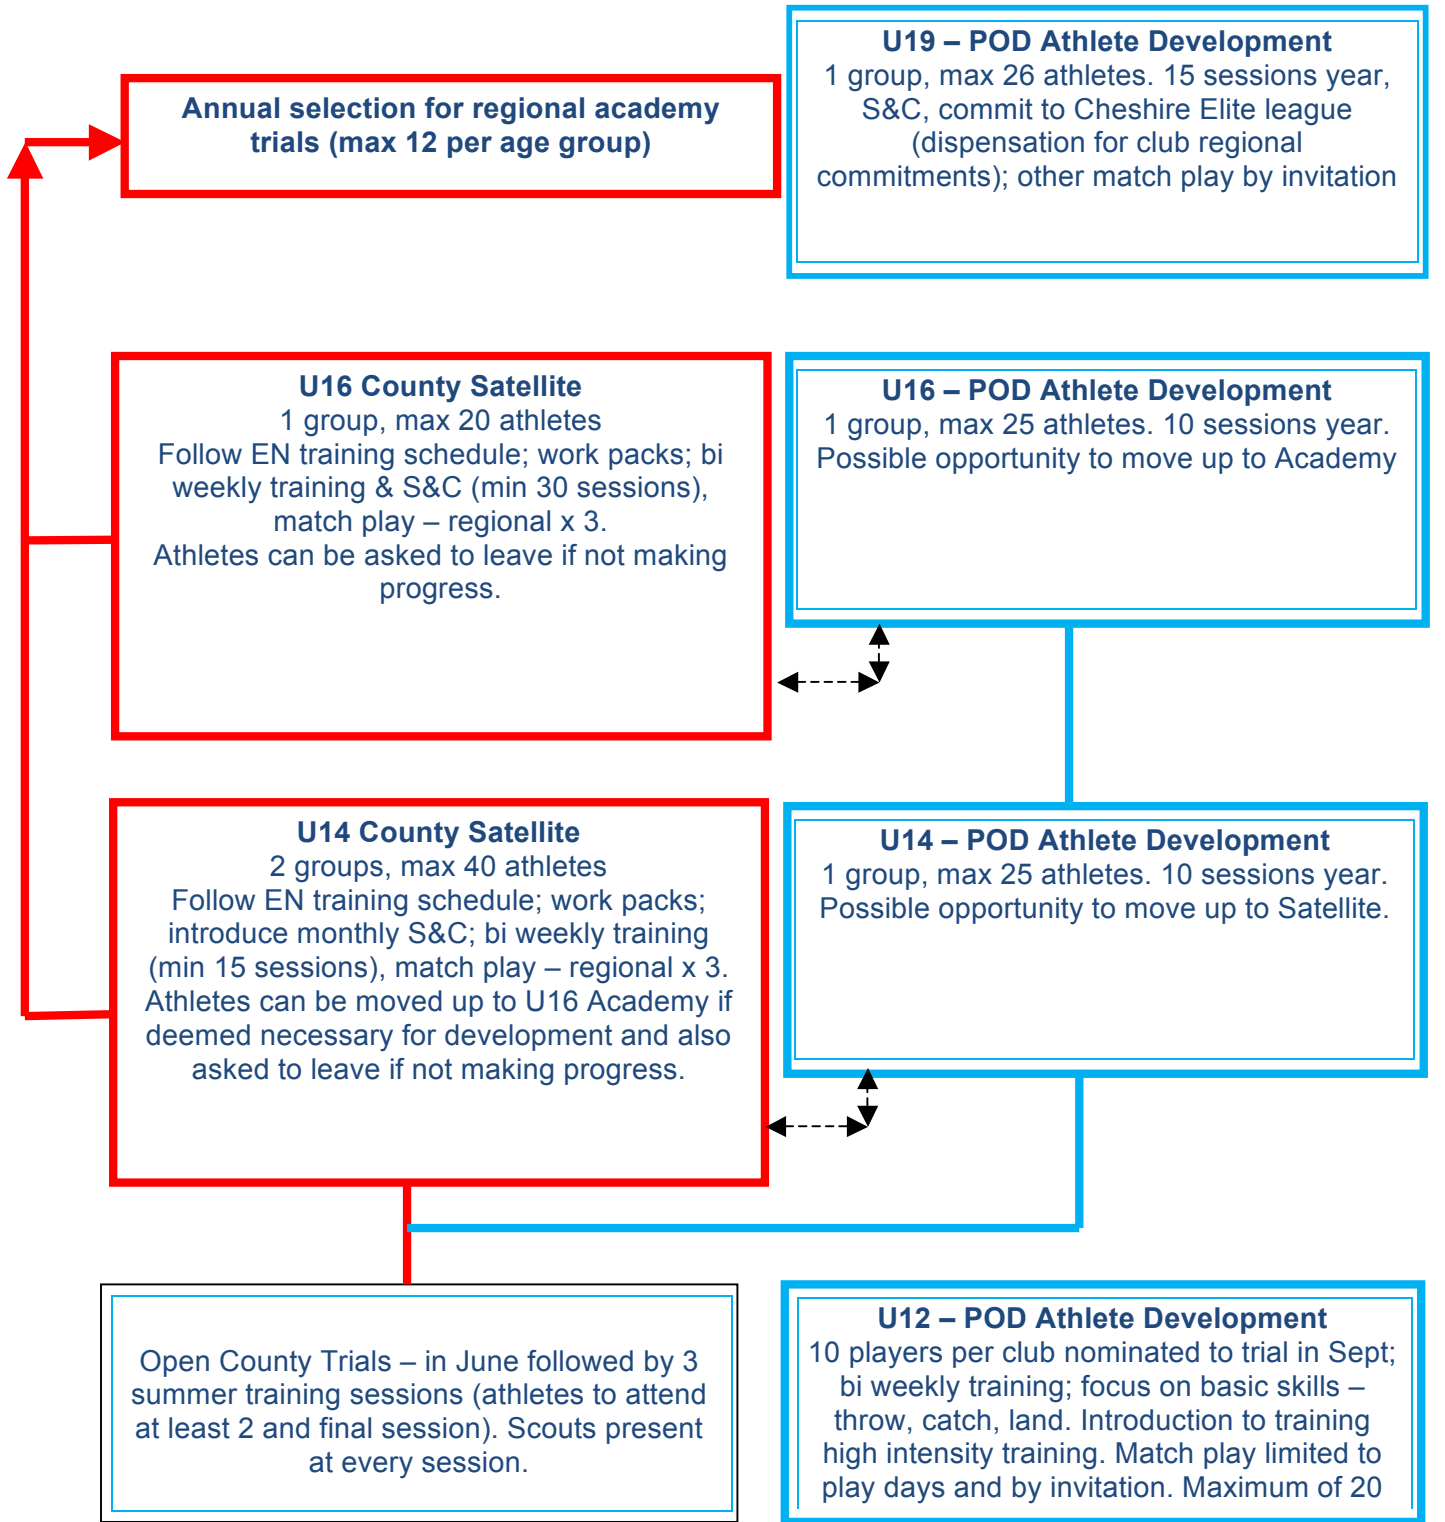 U19 – POD Athlete Development
1 group, max 26 athletes. 15 sessions year,
S&C, commit to Cheshire Elite league
(dispensation for club regional
commitments); other match play by invitation
Annual selection for regional academy
trials (max 12 per age group)
U16 County Satellite
1 group, max 20 athletes
Follow EN training schedule; work packs; bi
weekly training & S&C (min 30 sessions),
match play – regional x 3.
Athletes can be asked to leave if not making
progress.
U16 – POD Athlete Development
1 group, max 25 athletes. 10 sessions year.
Possible opportunity to move up to Academy
U14 County Satellite
2 groups, max 40 athletes
Follow EN training schedule; work packs;
introduce monthly S&C; bi weekly training
(min 15 sessions), match play – regional x 3.
Athletes can be moved up to U16 Academy if
deemed necessary for development and also
asked to leave if not making progress.
U14 – POD Athlete Development
1 group, max 25 athletes. 10 sessions year.
Possible opportunity to move up to Satellite.
Open County Trials – in June followed by 3
summer training sessions (athletes to attend
at least 2 and final session). Scouts present
at every session.
U12 – POD Athlete Development
10 players per club nominated to trial in Sept;
bi weekly training; focus on basic skills –
throw, catch, land. Introduction to training
high intensity training. Match play limited to
play days and by invitation. Maximum of 20